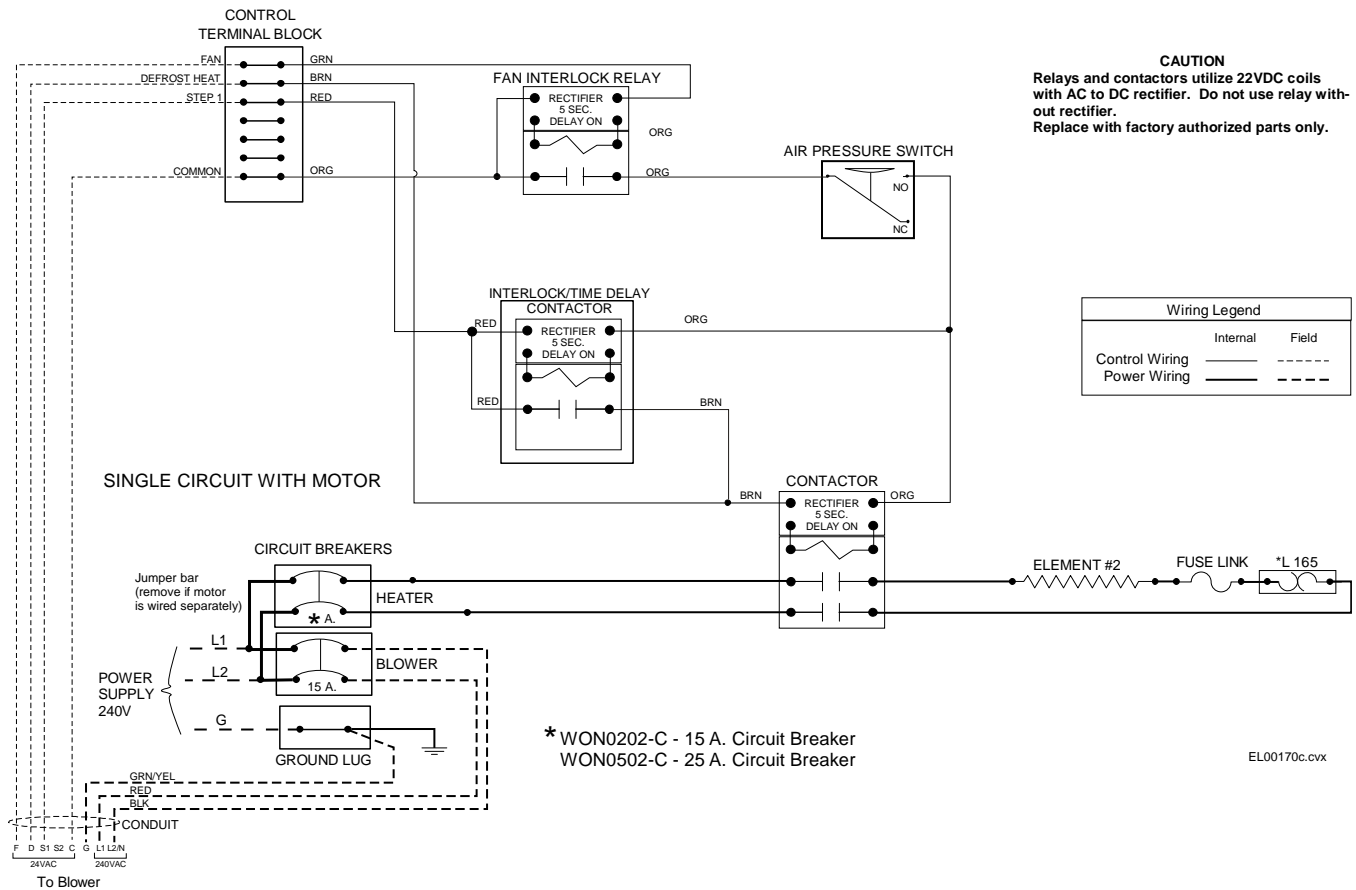 CONTROL
TERMINAL BLOCK
FAN
GRN
DEFROST HEAT
BRN
STEP 1
RED
COMMON
ORG
FAN INTERLOCK RELAY
RECTIFIER
5 SEC.
DELAY ON
ORG
ORG
AIR PRESSURE SWITCH
NO
NC
CAUTION
Relays and contactors utilize 22VDC coils
with AC to DC rectifier. Do not use relay with-
out rectifier.
Replace with factory authorized parts only.
INTERLOCK/TIME DELAY
CONTACTOR
RED
RECTIFIER
5 SEC.
DELAY ON
ORG
RED
BRN
Wiring Legend
Internal Field
Control Wiring
Power Wiring
SINGLE CIRCUIT WITH MOTOR
CONTACTOR
BRN
RECTIFIER
5 SEC.
DELAY ON
ORG
CIRCUIT BREAKERS
Jumper bar
(remove if motor
is wired separately)
HEATER
* A.
ELEMENT #2
FUSE LINK
*L 165
L1
L2
BLOWER
15 A.
POWER
SUPPLY
240V
G
GROUND LUG
* WON0202-C - 15 A. Circuit Breaker
WON0502-C - 25 A. Circuit Breaker
EL00170c.cvx
GRN/YEL
RED
BLK
CONDUIT
F D S1 S2 C G L1 L2/N
24VAC 240VAC
To Blower